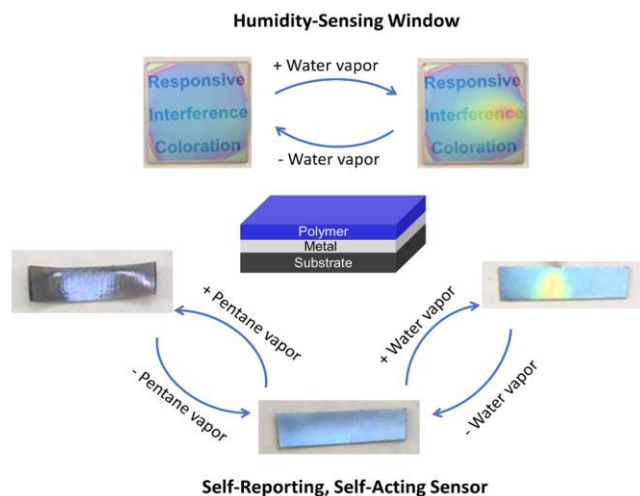 Humidity-Sensing Window
+ Water vapor
Responsive
Interference
Coloration
Responsive
Interference
Coloration
- Water vapor
Polymer
Metal
Substrate
+ Pentane vapor
- Pentane vapor
+ Water vapor
- Water vapor
Self-Reporting, Self-Acting Sensor